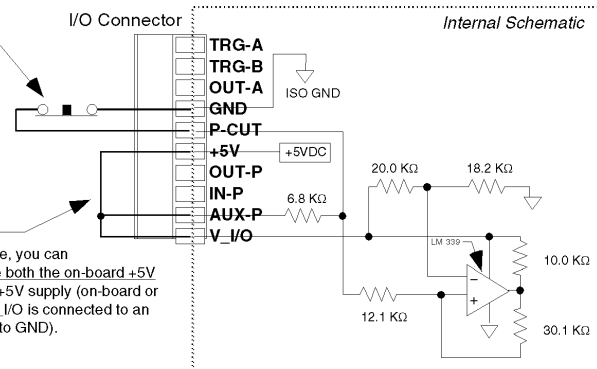 I/O Connector
Internal Schematic
TRG-A
TRG-B
OUT-A
ISO GND
GND
P-CUT
+5V
+5VDC
OUT-P
IN-P
AUX-P
6.8 KΩ
V_I/O
20.0 KΩ
18.2 KΩ
LM 339
10.0 KΩ
−
+
12.1 KΩ
30.1 KΩ
e, you can
e both the on-board +5V
+5V supply (on-board or
_I/O is connected to an
to GND).